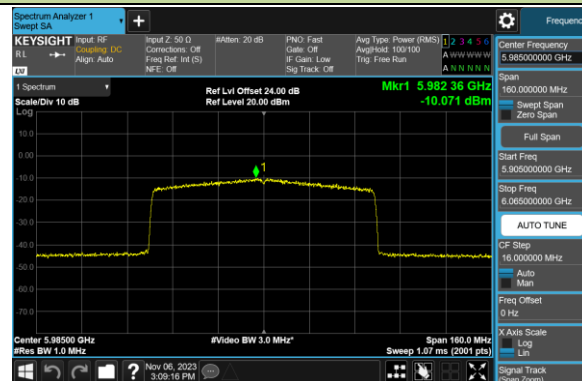 Spectrum Analyzer 1
Swept SA
+
Frequency
KEYSIGHT
RL
LXI
Input: RF
Coupling: DC
Align: Auto
Input Z: 50 Ω
Corrections: Off
Freq Ref: Int (S)
NFE: Off
#Atten: 20 dB
PNO: Fast
Gate: Off
IF Gain: Low
Sig Track: Off
Avg Type: Power (RMS)
Avg|Hold: 100/100
Trig: Free Run
1 2 3 4 5 6
A W W W W W
A N N N N N
1 Spectrum
Scale/Div 10 dB
Log
Ref Lvl Offset 24.00 dB
Ref Level 20.00 dBm
Mkr1 5.982 36 GHz
-10.071 dBm
10.0
0.00
-10.0
-20.0
-30.0
-40.0
-50.0
-60.0
-70.0
1
Center 5.98500 GHz
#Res BW 1.0 MHz
#Video BW 3.0 MHz*
Span 160.0 MHz
Sweep 1.07 ms (2001 pts)
Center Frequency
5.985000000 GHz
Span
160.000000 MHz
Swept Span
Zero Span
Full Span
Start Freq
5.905000000 GHz
Stop Freq
6.065000000 GHz
AUTO TUNE
CF Step
16.000000 MHz
Auto
Man
Freq Offset
0 Hz
X Axis Scale
Log
Lin
Signal Track
(Span Zoom)
?
Nov 06, 2023
3:09:16 PM